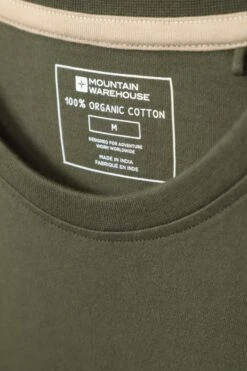 MOUNTAIN
WAREHOUSE
100% ORGANIC COTTON
M
DESIGNED FOR ADVENTURE
WORN WORLDWIDE
MADE IN INDIA
FABRIQUÉ EN INDE